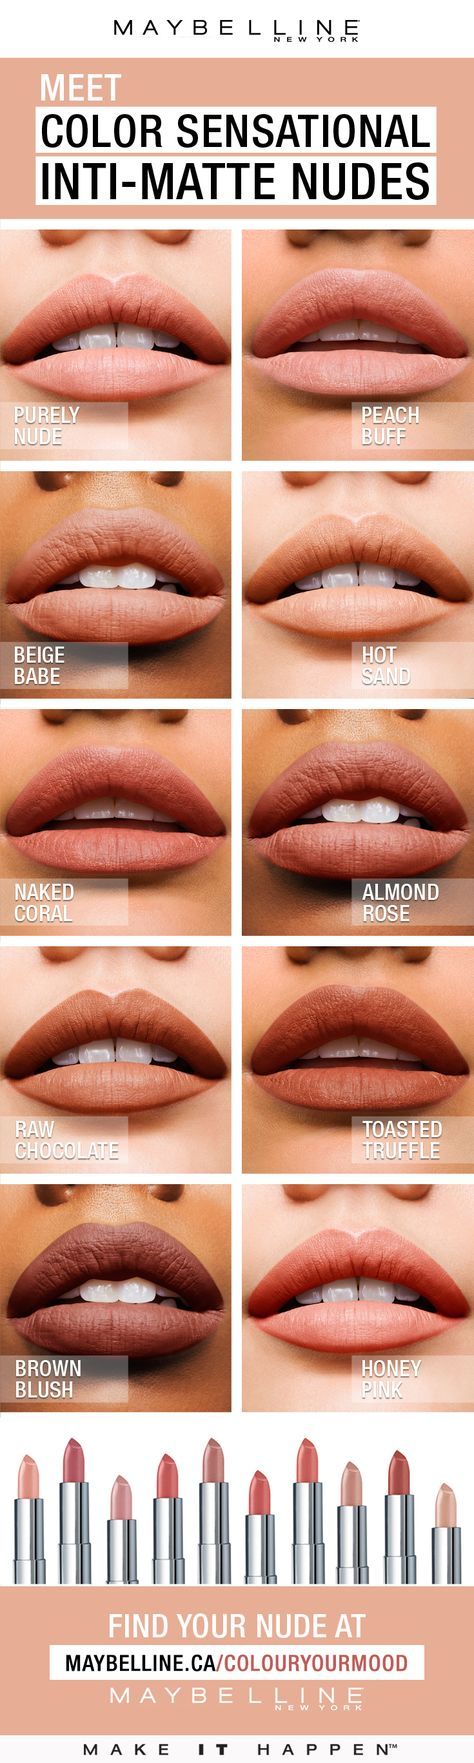 MAYBELLINE
NEW YORK
MEET
COLOR SENSATIONAL
INTI-MATTE NUDES
PURELY
NUDE
PEACH
BUFF
BEIGE
BABE
HOT
SAND
NAKED
CORAL
ALMOND
ROSE
RAW
CHOCOLATE
TOASTED
TRUFFLE
BROWN
BLUSH
HONEY
PINK
FIND YOUR NUDE AT
MAYBELLINE.CA/COLOURYOURMOOD
MAYBELLINE
NEW YORK
MAKE IT HAPPEN™